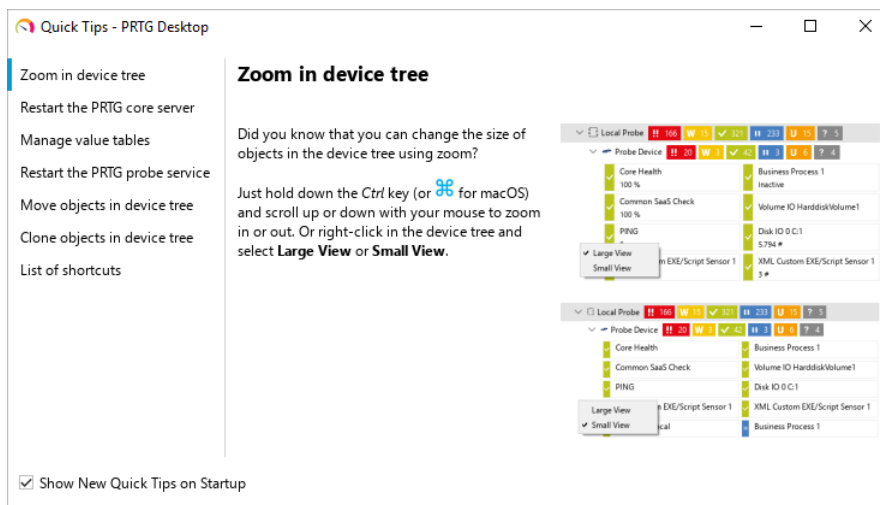 Quick Tips - PRTG Desktop
Zoom in device tree
Restart the PRTG core server
Manage value tables
Restart the PRTG probe service
Move objects in device tree
Clone objects in device tree
List of shortcuts
Zoom in device tree
Did you know that you can change the size of
objects in the device tree using zoom?
Just hold down the Ctrl key (or ⌘ for macOS)
and scroll up or down with your mouse to zoom
in or out. Or right-click in the device tree and
select Large View or Small View.
Local Probe !! 166 W 15 321 II 233 U 15 ? 5
Probe Device !! 20 W 3 42 II 3 U 6 ? 4
Core Health Business Process 1
100 % Inactive
Common SaaS Check Volume IO HarddiskVolume1
100 %
PING Disk IO 0 C:1
5.794 #
Large View
Small View
m EXE/Script Sensor 1 XML Custom EXE/Script Sensor 1
3 #
Local Probe !! 166 W 15 321 II 233 U 15 ? 5
Probe Device !! 20 W 3 42 II 3 U 6 ? 4
Core Health Business Process 1
Common SaaS Check Volume IO HarddiskVolume1
PING Disk IO 0 C:1
Large View
Small View
EXE/Script Sensor 1 XML Custom EXE/Script Sensor 1
cal Business Process 1
Show New Quick Tips on Startup